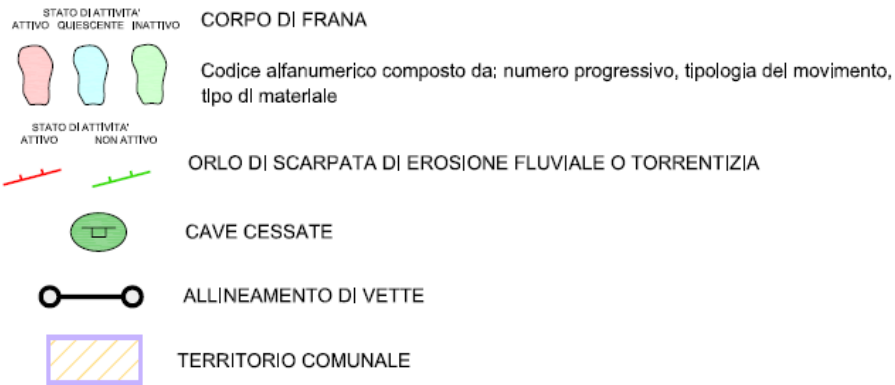 STATO DI ATTIVITA'
ATTIVO QUIESCENTE INATTIVO
CORPO DI FRANA
Codice alfanumerico composto da: numero progressivo, tipologia del movimento,
tipo di materiale
STATO DI ATTIVITA'
ATTIVO NON ATTIVO
ORLO DI SCARPATA DI EROSIONE FLUVIALE O TORRENTIZIA
CAVE CESSATE
ALLINEAMENTO DI VETTE
TERRITORIO COMUNALE